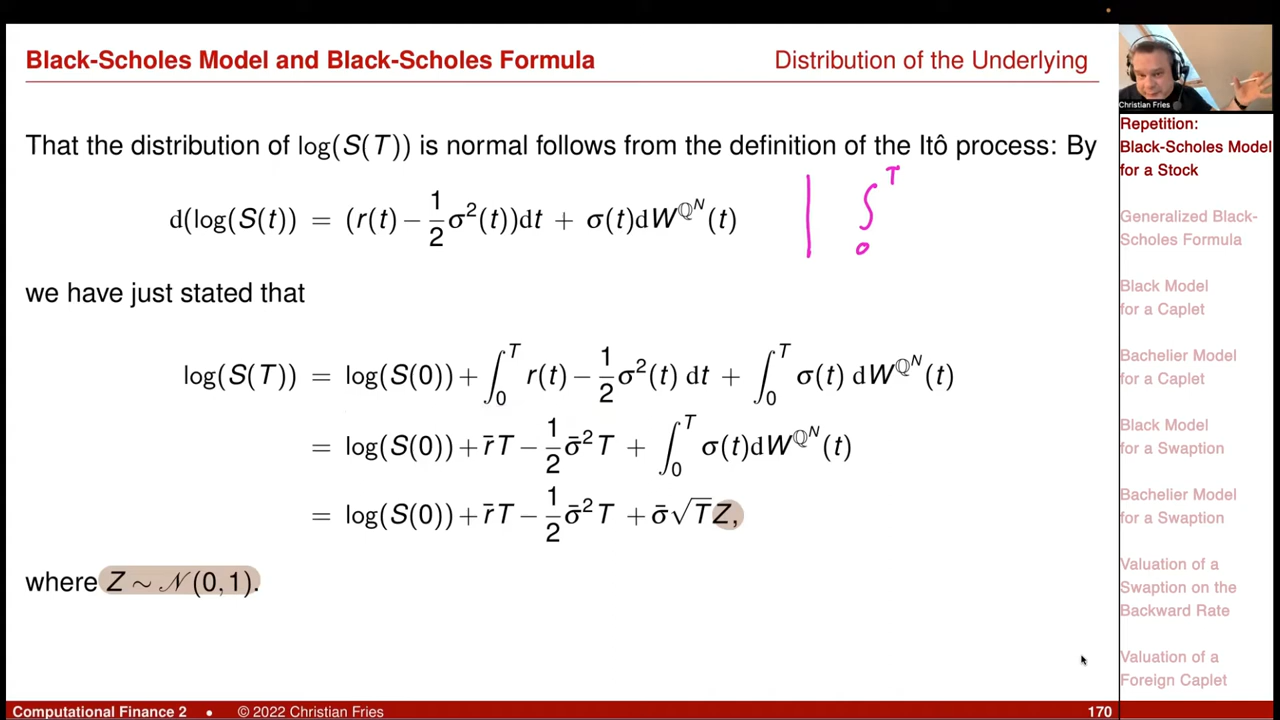 Black-Scholes Model and Black-Scholes Formula
Distribution of the Underlying
Christian Fries
That the distribution of log(S(T)) is normal follows from the definition of the Itô process: By
d(log(S(t)) = (r(t) − 1/2 σ²(t))dt + σ(t)dW^{ℚ^N}(t) | ∫_0^T
we have just stated that
log(S(T)) = log(S(0)) + ∫_0^T r(t) − 1/2 σ²(t) dt + ∫_0^T σ(t) dW^{ℚ^N}(t)
= log(S(0)) + r̄T − 1/2 σ̄²T + ∫_0^T σ(t)dW^{ℚ^N}(t)
= log(S(0)) + r̄T − 1/2 σ̄²T + σ̄√T Z,
where Z ∼ 𝒩(0,1).
Repetition:
Black-Scholes Model
for a Stock
Generalized Black-
Scholes Formula
Black Model
for a Caplet
Bachelier Model
for a Caplet
Black Model
for a Swaption
Bachelier Model
for a Swaption
Valuation of a
Swaption on the
Backward Rate
Valuation of a
Foreign Caplet
Computational Finance 2 • © 2022 Christian Fries
170